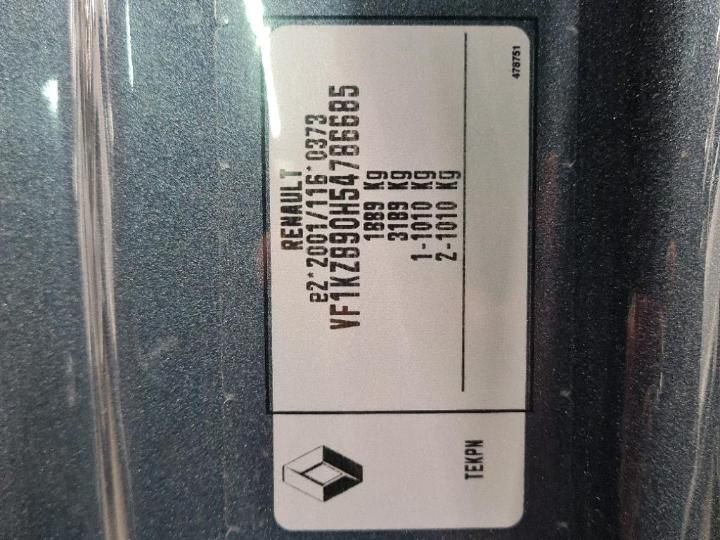 RENAULT
e2*2001/116*0373
VF1KZ890H54786685
1889 Kg
3189 Kg
1-1010 Kg
2-1010 Kg
TEKPN
478751